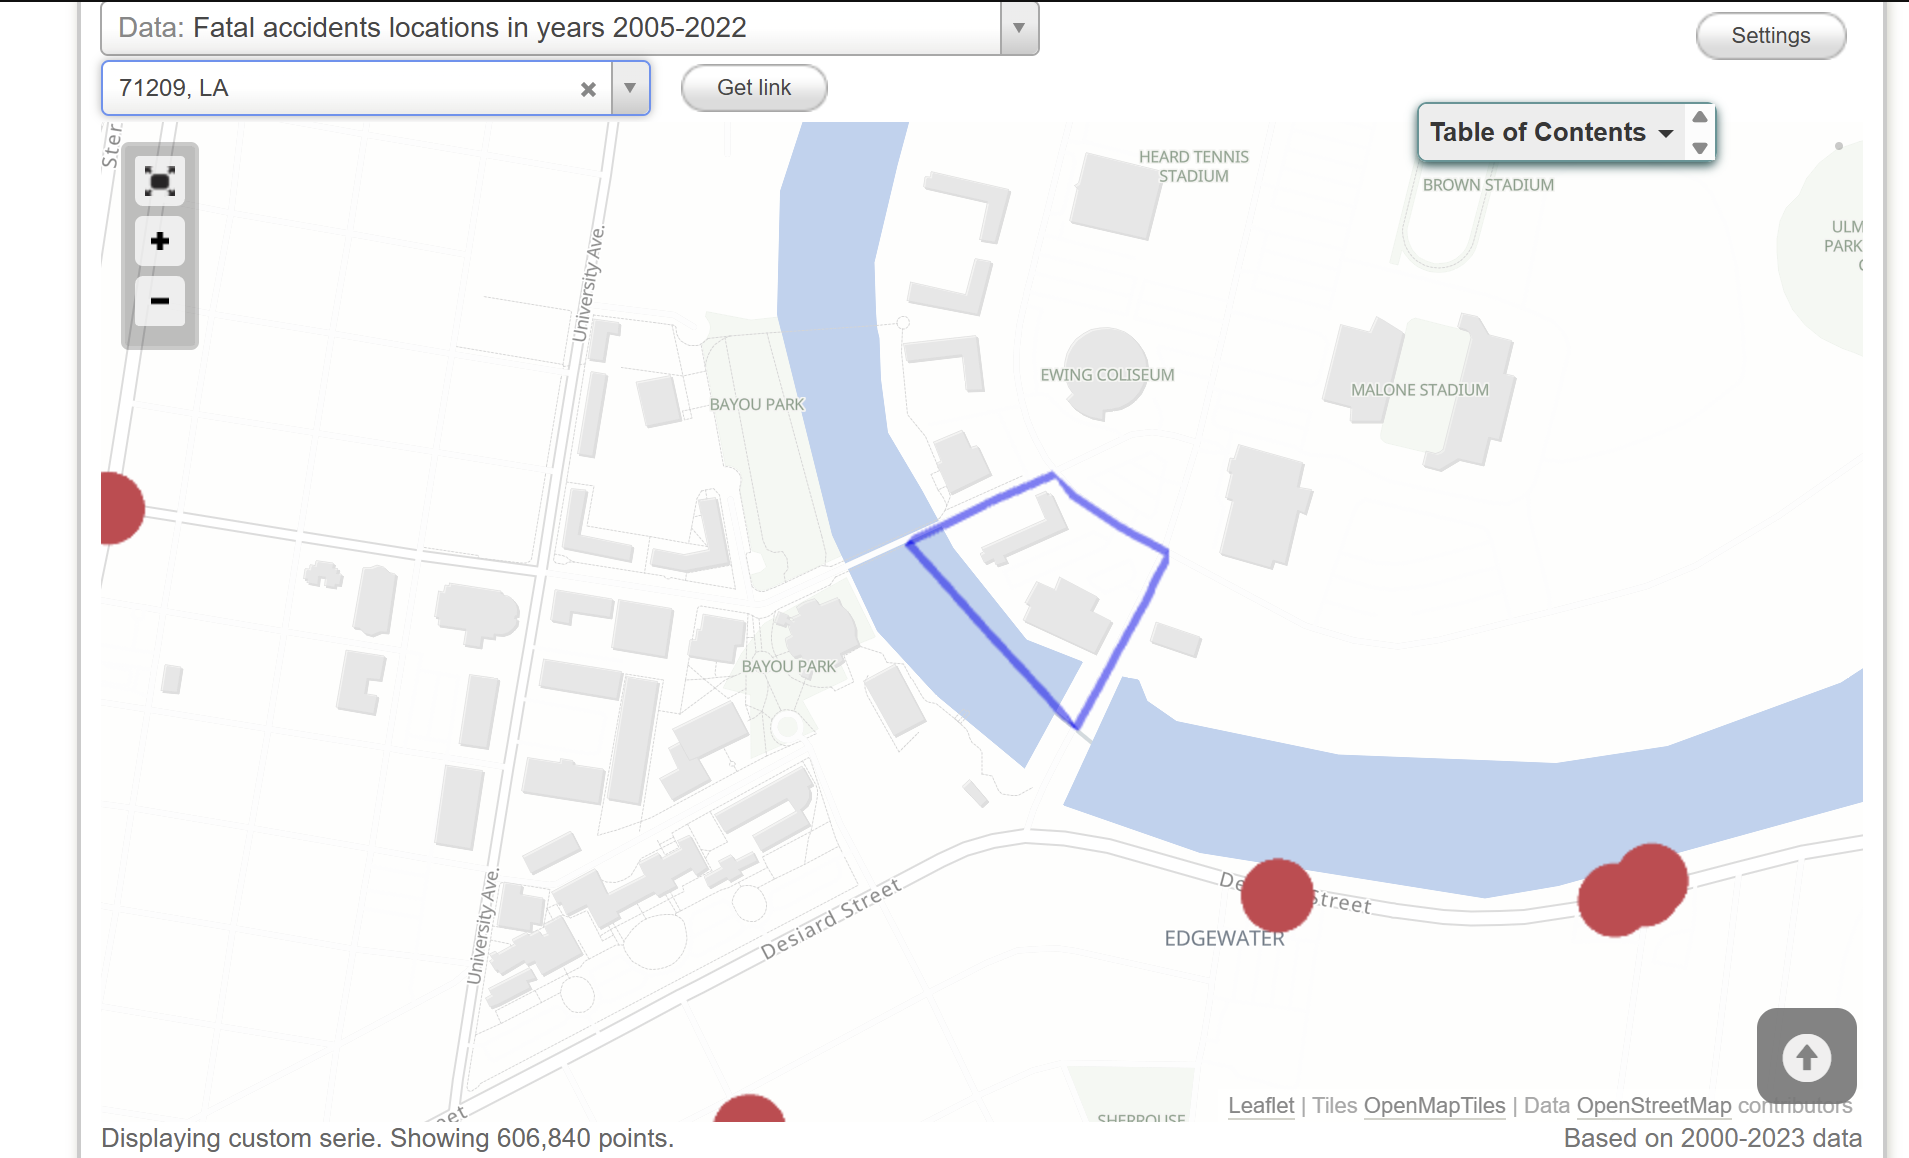 Data: Fatal accidents locations in years 2005-2022
Settings
71209, LA
Get link
Table of Contents
Ster
HEARD TENNIS
STADIUM
BROWN STADIUM
ULM
PARK
University Ave.
EWING COLISEUM
MALONE STADIUM
BAYOU PARK
BAYOU PARK
University Ave.
Desiard Street
De
Street
EDGEWATER
eet
SHERROUSE
Leaflet | Tiles OpenMapTiles | Data OpenStreetMap contributors
Displaying custom serie. Showing 606,840 points.
Based on 2000-2023 data